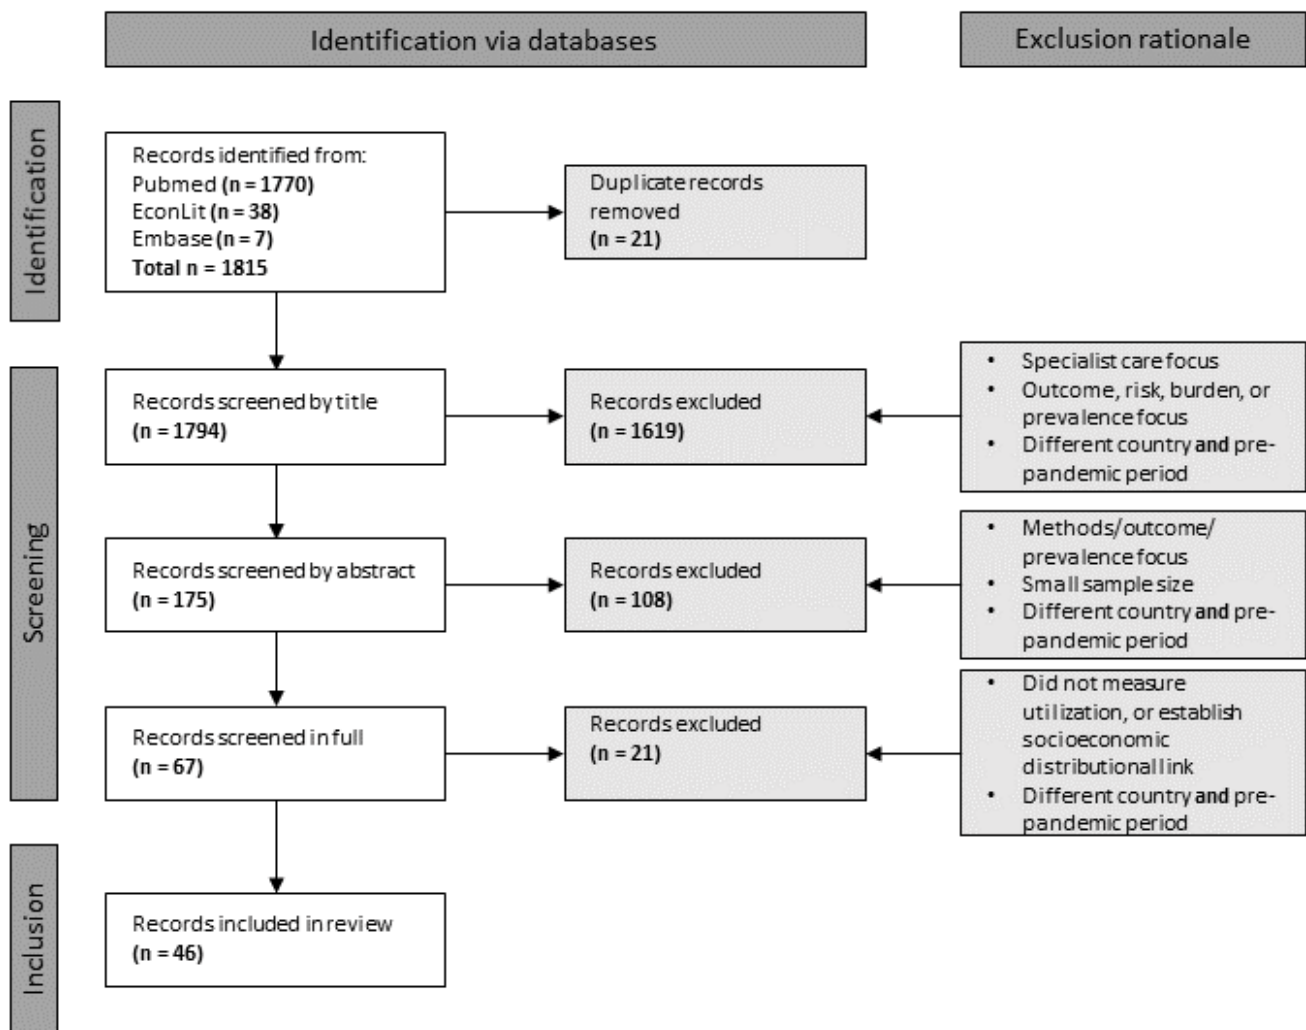 Identification via databases
Exclusion rationale
Identification
Records identified from:
Pubmed (n = 1770)
EconLit (n = 38)
Embase (n = 7)
Total n = 1815
Duplicate records
removed
(n = 21)
Screening
Records screened by title
(n = 1794)
Records excluded
(n = 1619)
• Specialist care focus
• Outcome, risk, burden, or
prevalence focus
• Different country and pre-
pandemic period
Records screened by abstract
(n = 175)
Records excluded
(n = 108)
• Methods/outcome/
prevalence focus
• Small sample size
• Different country and pre-
pandemic period
Records screened in full
(n = 67)
Records excluded
(n = 21)
• Did not measure
utilization, or establish
socioeconomic
distributional link
• Different country and pre-
pandemic period
Inclusion
Records included in review
(n = 46)